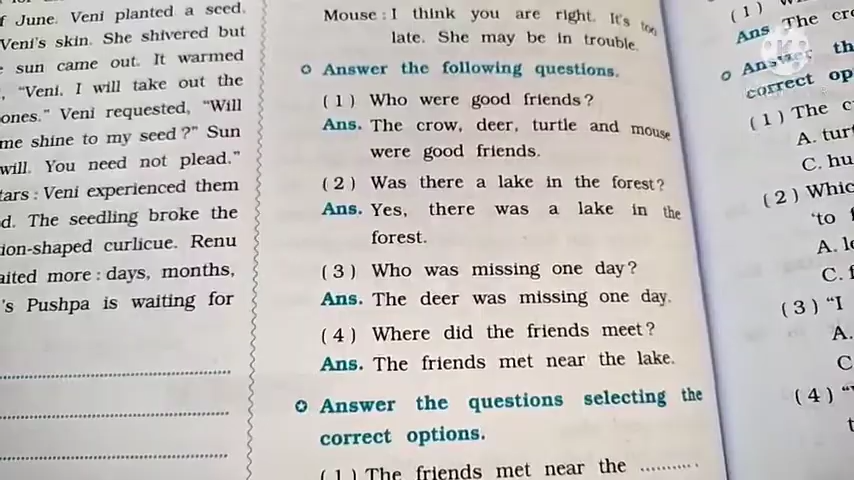 f June. Veni planted a seed.
Veni's skin. She shivered but
sun came out. It warmed
"Veni. I will take out the
ones." Veni requested, "Will
me shine to my seed?" Sun
will. You need not plead."
tars : Veni experienced them
d. The seedling broke the
ion-shaped curlicue. Renu
aited more : days, months,
's Pushpa is waiting for
Mouse : I think you are right. It's too
late. She may be in trouble.
Answer the following questions.
(1) Who were good friends?
Ans. The crow, deer, turtle and mouse
were good friends.
(2) Was there a lake in the forest?
Ans. Yes, there was a lake in the
forest.
(3) Who was missing one day?
Ans. The deer was missing one day.
(4) Where did the friends meet?
Ans. The friends met near the lake.
Answer the questions selecting the
correct options.
(1) The friends met near the ..........
(1)
Ans. The cro
Answer th
correct op
(1) The c
A. turt
C. hu
(2) Whic
'to f
A. le
C. f
(3) "I
A.
C
(4) "
t